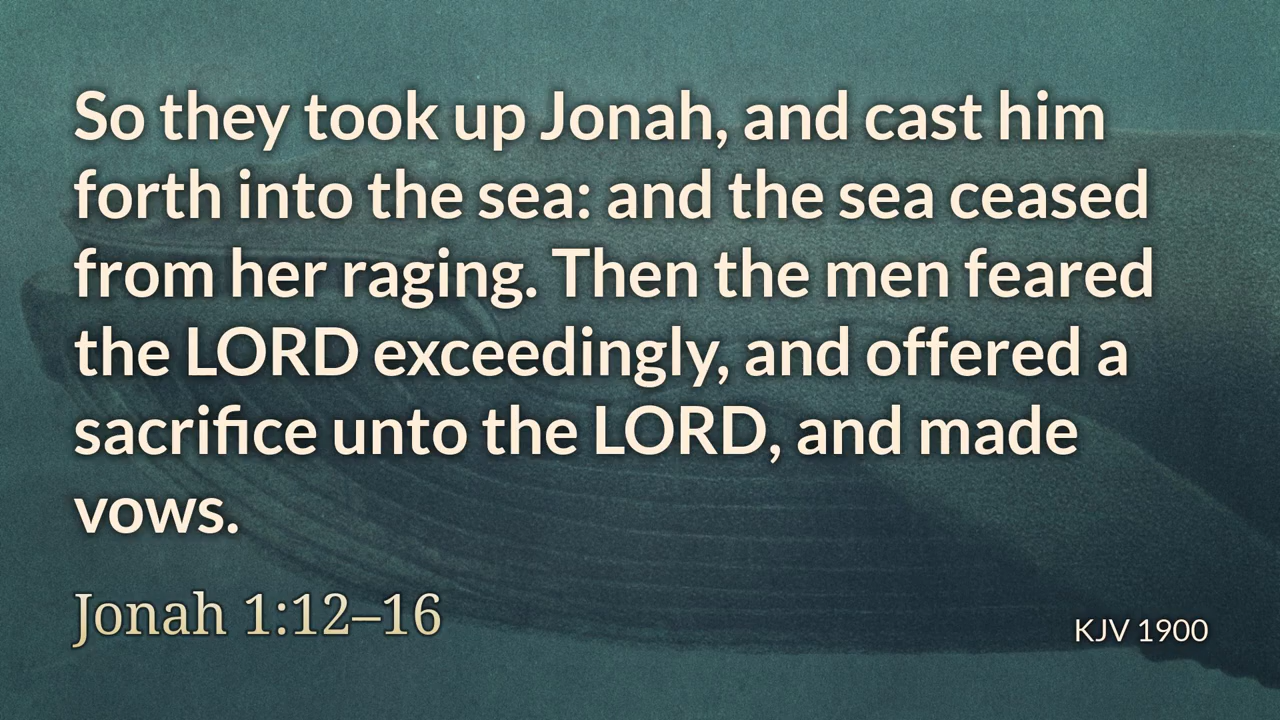 So they took up Jonah, and cast him
forth into the sea: and the sea ceased
from her raging. Then the men feared
the LORD exceedingly, and offered a
sacrifice unto the LORD, and made
vows.
Jonah 1:12–16
KJV 1900